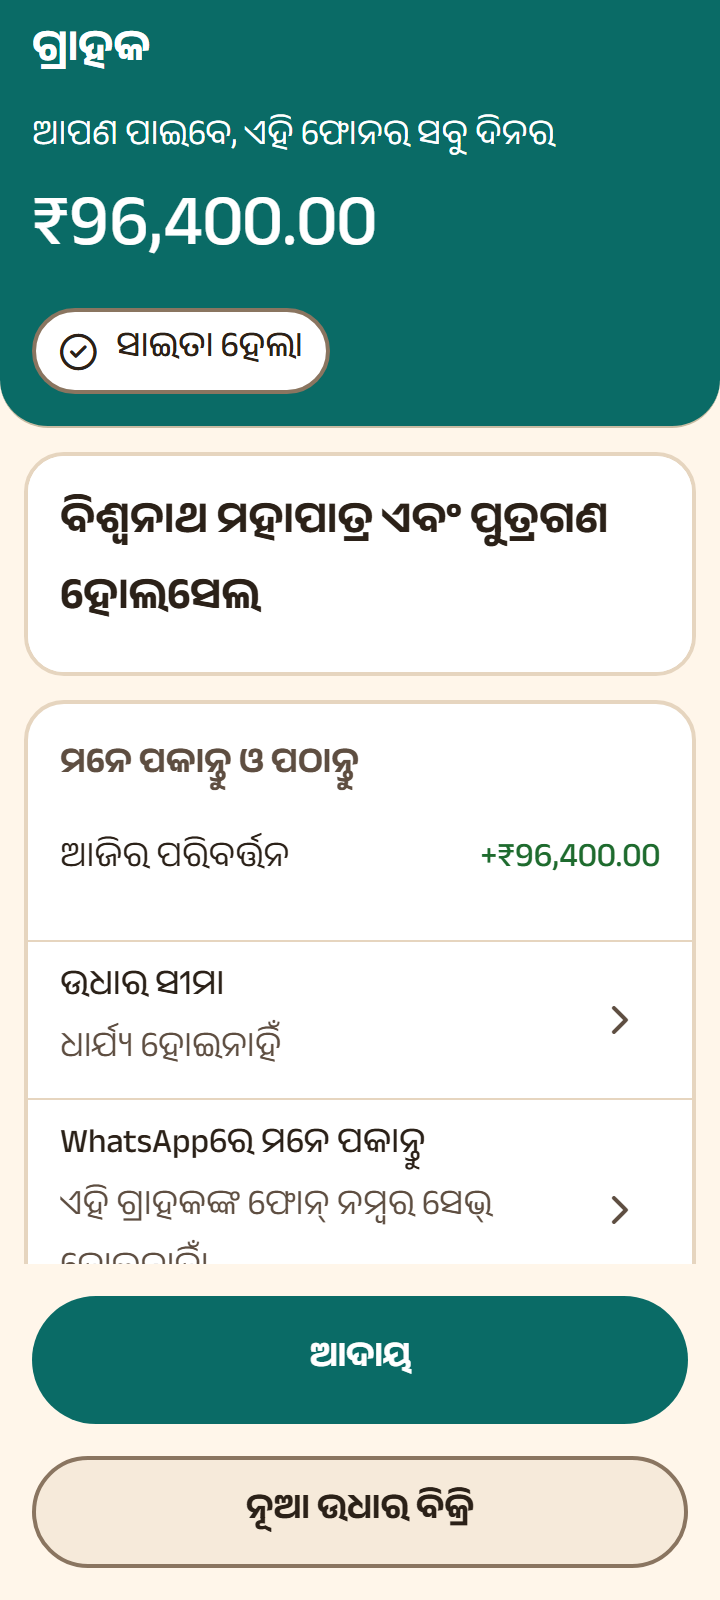 ଗ୍ରାହକ
ଆପଣ ପାଇବେ, ଏହି ଫୋନର ସବୁ ଦିନର
₹96,400.00
ସାଇତା ହେଲା
ବିଶ୍ୱନାଥ ମହାପାତ୍ର ଏବଂ ପୁତ୍ରଗଣ
ହୋଲସେଲ
ମନେ ପକାନ୍ତୁ ଓ ପଠାନ୍ତୁ
ଆଜିର ପରିବର୍ତ୍ତନ +₹96,400.00
ଉଧାର ସୀମା
ଧାର୍ଯ୍ୟ ହୋଇନାହିଁ
WhatsAppରେ ମନେ ପକାନ୍ତୁ
ଏହି ଗ୍ରାହକଙ୍କ ଫୋନ୍ ନମ୍ବର ସେଭ୍
ଆଦାୟ
ନୂଆ ଉଧାର ବିକ୍ରି